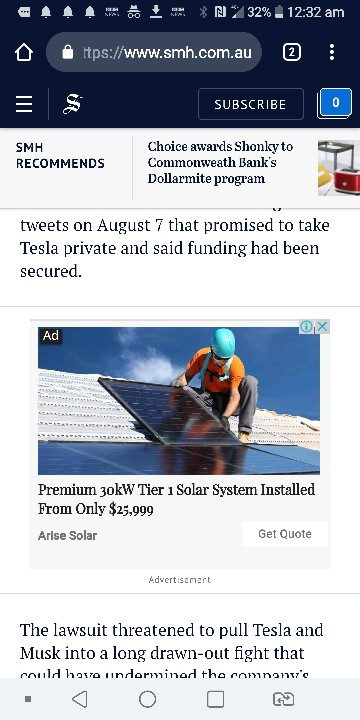 32% 12:32 am
ttps://www.smh.com.au
2
S
SUBSCRIBE
0
SMH
RECOMMENDS
Choice awards Shonky to
Commonweath Bank's
Dollarmite program
tweets on August 7 that promised to take
Tesla private and said funding had been
secured.
Ad
Premium 30kW Tier 1 Solar System Installed
From Only $25,999
Arise Solar
Get Quote
Advertisement
The lawsuit threatened to pull Tesla and
Musk into a long drawn-out fight that
could have undermined the company's